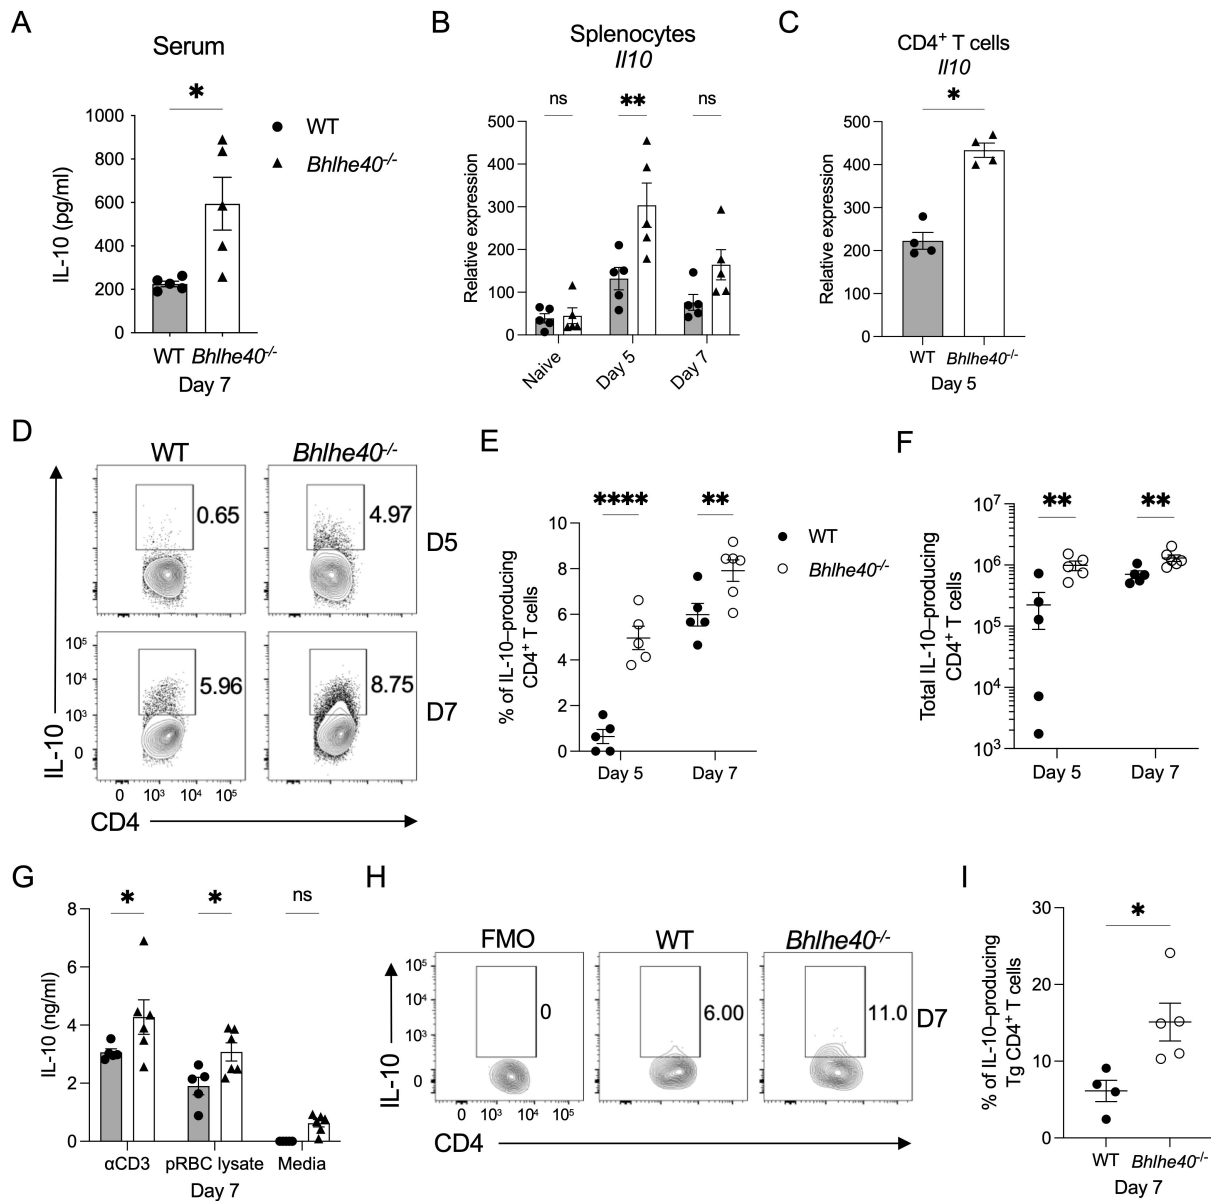 A
Serum
*
1000
800
600
400
200
0
IL-10 (pg/ml)
WT Bhlhe40-/-
Day 7
WT
Bhlhe40-/-
B
Splenocytes
Il10
ns
**
ns
500
400
300
200
100
0
Relative expression
Naive
Day 5
Day 7
C
CD4+ T cells
Il10
*
500
400
300
200
100
0
Relative expression
WT Bhlhe40-/-
Day 5
D
WT
Bhlhe40-/-
0.65
4.97
D5
5.96
8.75
D7
10⁵
10⁴
10³
0
IL-10
0 10³ 10⁴ 10⁵
CD4
E
****
**
10
8
6
4
2
0
% of IL-10–producing
CD4+ T cells
Day 5
Day 7
WT
Bhlhe40-/-
F
**
**
10⁷
10⁶
10⁵
10⁴
10³
Total IL-10–producing
CD4+ T cells
Day 5
Day 7
G
*
*
ns
8
6
4
2
0
IL-10 (ng/ml)
αCD3
pRBC lysate
Media
Day 7
H
FMO
WT
Bhlhe40-/-
10⁵
10⁴
10³
0
IL-10
0
6.00
11.0
D7
0 10³ 10⁴ 10⁵
CD4
I
*
30
20
10
0
% of IL-10–producing
Tg CD4+ T cells
WT Bhlhe40-/-
Day 7